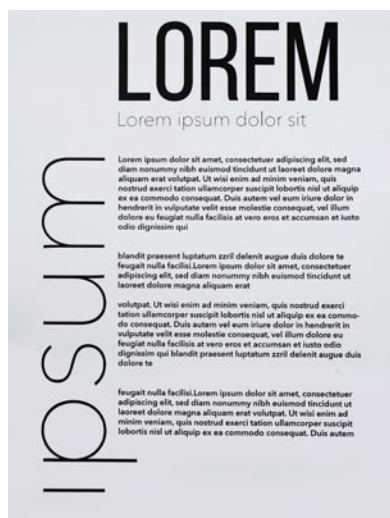 LOREM
Lorem ipsum dolor sit
ipsum
Lorem ipsum dolor sit amet, consectetuer adipiscing elit, sed
diam nonummy nibh euismod tincidunt ut laoreet dolore magna
aliquam erat volutpat. Ut wisi enim ad minim veniam, quis
nostrud exerci tation ullamcorper suscipit lobortis nisl ut aliquip
ex ea commodo consequat. Duis autem vel eum iriure dolor in
hendrerit in vulputate velit esse molestie consequat, vel illum
dolore eu feugiat nulla facilisis at vero eros et accumsan et iusto
odio dignissim qui
blandit praesent luptatum zzril delenit augue duis dolore te
feugait nulla facilisi.Lorem ipsum dolor sit amet, consectetuer
adipiscing elit, sed diam nonummy nibh euismod tincidunt ut
laoreet dolore magna aliquam erat
volutpat. Ut wisi enim ad minim veniam, quis nostrud exerci
tation ullamcorper suscipit lobortis nisl ut aliquip ex ea commo-
do consequat. Duis autem vel eum iriure dolor in hendrerit in
vulputate velit esse molestie consequat, vel illum dolore eu
feugiat nulla facilisis at vero eros et accumsan et iusto odio
dignissim qui blandit praesent luptatum zzril delenit augue duis
dolore te
feugait nulla facilisi.Lorem ipsum dolor sit amet, consectetuer
adipiscing elit, sed diam nonummy nibh euismod tincidunt ut
laoreet dolore magna aliquam erat volutpat. Ut wisi enim ad
minim veniam, quis nostrud exerci tation ullamcorper suscipit
lobortis nisl ut aliquip ex ea commodo consequat. Duis autem